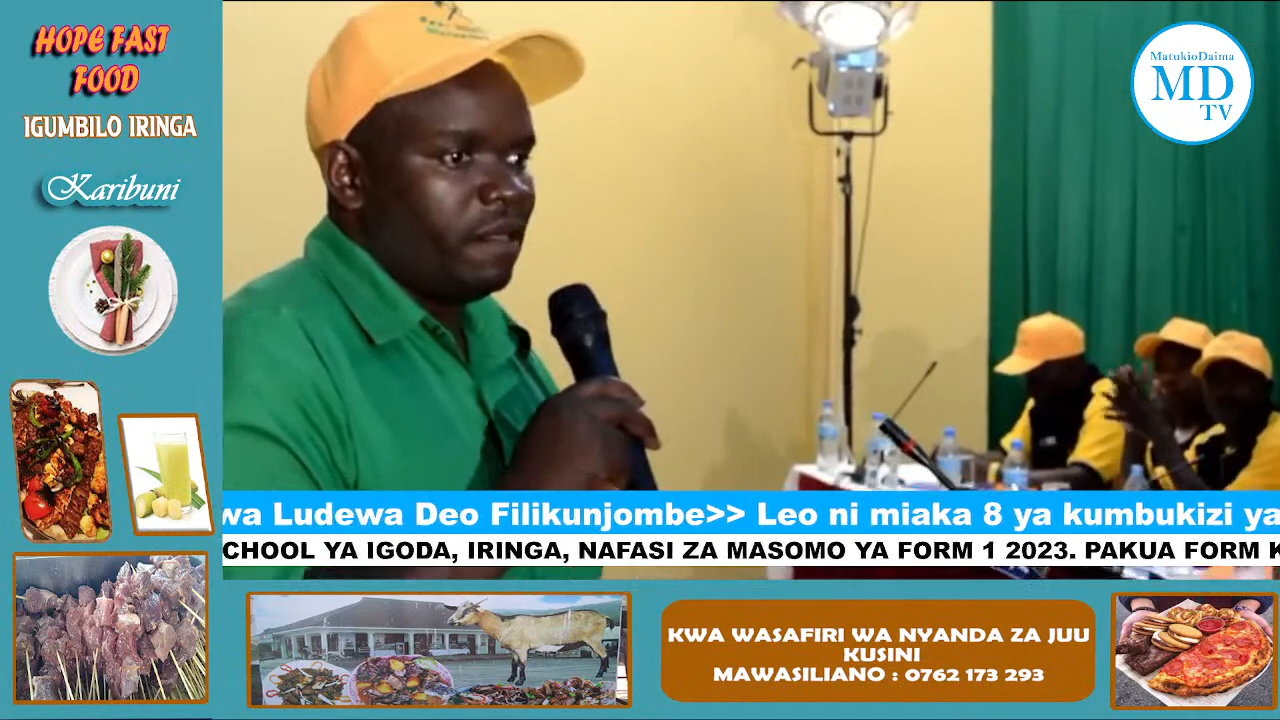 HOPE FAST
FOOD
IGUMBILO IRINGA
Karibuni
MatukioDaima
MD
TV
wa Ludewa Deo Filikunjombe>> Leo ni miaka 8 ya kumbukizi ya
CHOOL YA IGODA, IRINGA, NAFASI ZA MASOMO YA FORM 1 2023. PAKUA FORM K
KWA WASAFIRI WA NYANDA ZA JUU
KUSINI
MAWASILIANO : 0762 173 293